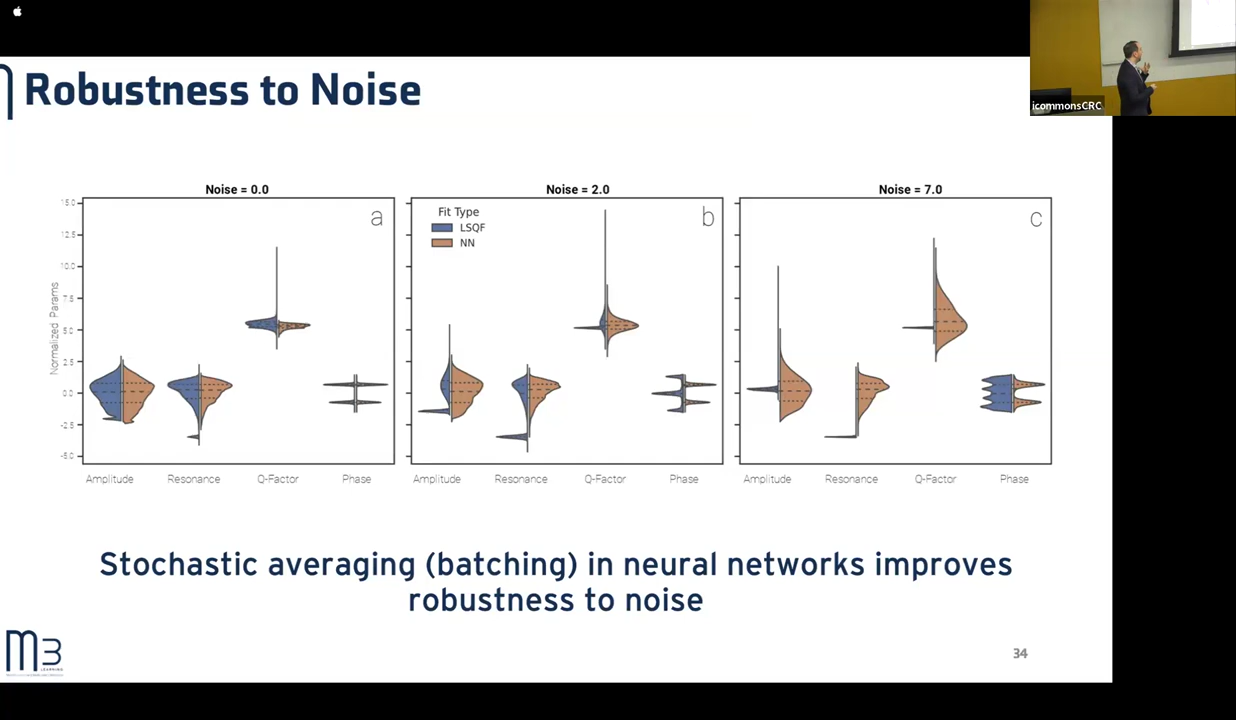 icommonsCRC
Robustness to Noise
Noise = 0.0
Noise = 2.0
Noise = 7.0
a
b
c
Fit Type
LSQF
NN
Normalized Params
15.0
12.5
10.0
7.5
5.0
2.5
0.0
-2.5
-5.0
Amplitude Resonance Q-Factor Phase
Amplitude Resonance Q-Factor Phase
Amplitude Resonance Q-Factor Phase
Stochastic averaging (batching) in neural networks improves
robustness to noise
M3
LEARNING
34